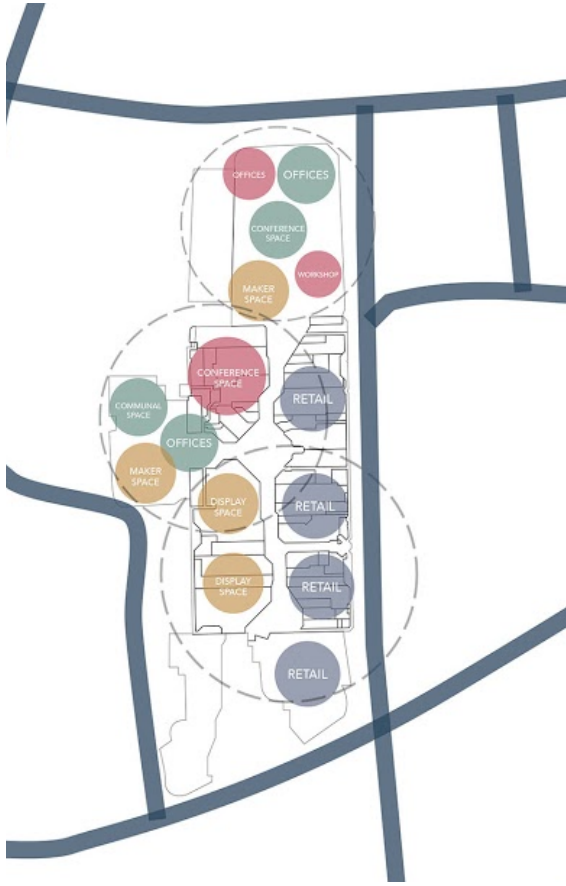 OFFICES
OFFICES
CONFERENCE
SPACE
WORKSHOP
MAKER
SPACE
CONFERENCE
SPACE
RETAIL
COMMUNAL
SPACE
OFFICES
MAKER
SPACE
DISPLAY
SPACE
RETAIL
DISPLAY
SPACE
RETAIL
RETAIL